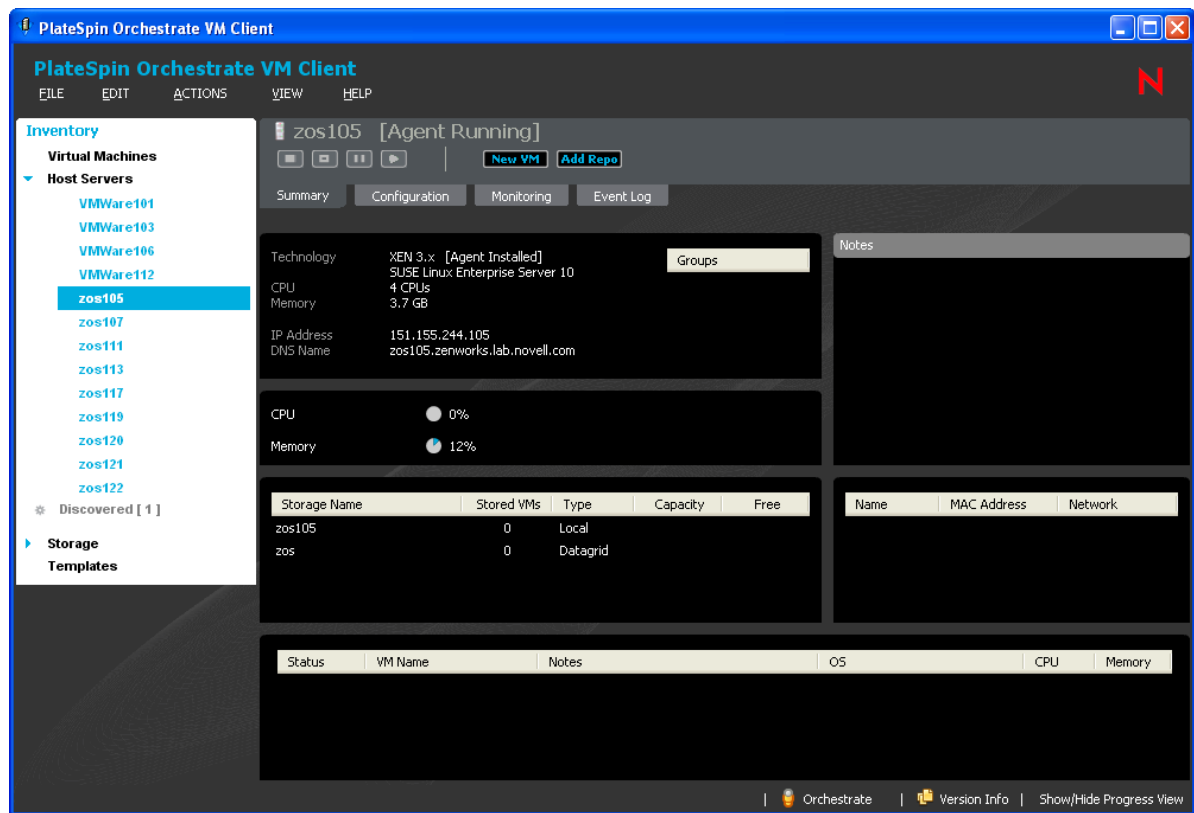 PlateSpin Orchestrate VM Client
PlateSpin Orchestrate VM Client
N
FILE EDIT ACTIONS VIEW HELP
Inventory
Virtual Machines
Host Servers
VMWare101
VMWare103
VMWare106
VMWare112
zos105
zos107
zos111
zos113
zos117
zos119
zos120
zos121
zos122
Discovered [ 1 ]
Storage
Templates
zos105 [Agent Running]
New VM Add Repo
Summary Configuration Monitoring Event Log
Technology XEN 3.x [Agent Installed]
SUSE Linux Enterprise Server 10
CPU 4 CPUs
Memory 3.7 GB
IP Address 151.155.244.105
DNS Name zos105.zenworks.lab.novell.com
Groups
Notes
CPU 0%
Memory 12%
Storage Name Stored VMs Type Capacity Free
zos105 0 Local
zos 0 Datagrid
Name MAC Address Network
Status VM Name Notes OS CPU Memory
| Orchestrate | Version Info | Show/Hide Progress View